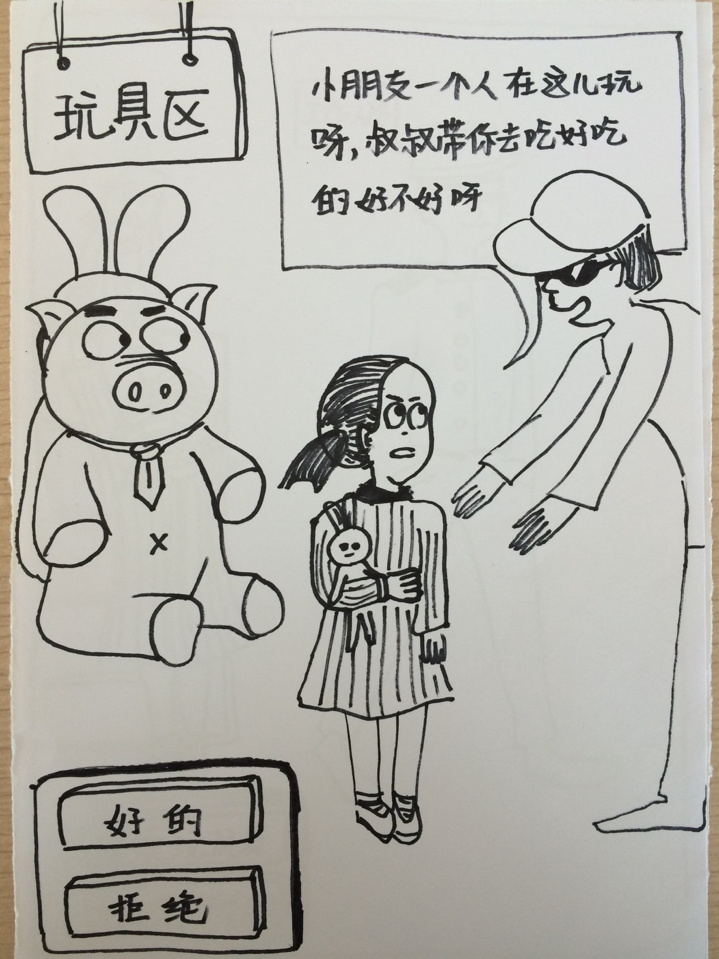 玩具区
小朋友一个人在这儿玩
呀,叔叔带你去吃好吃
的好不好呀
好的
拒绝